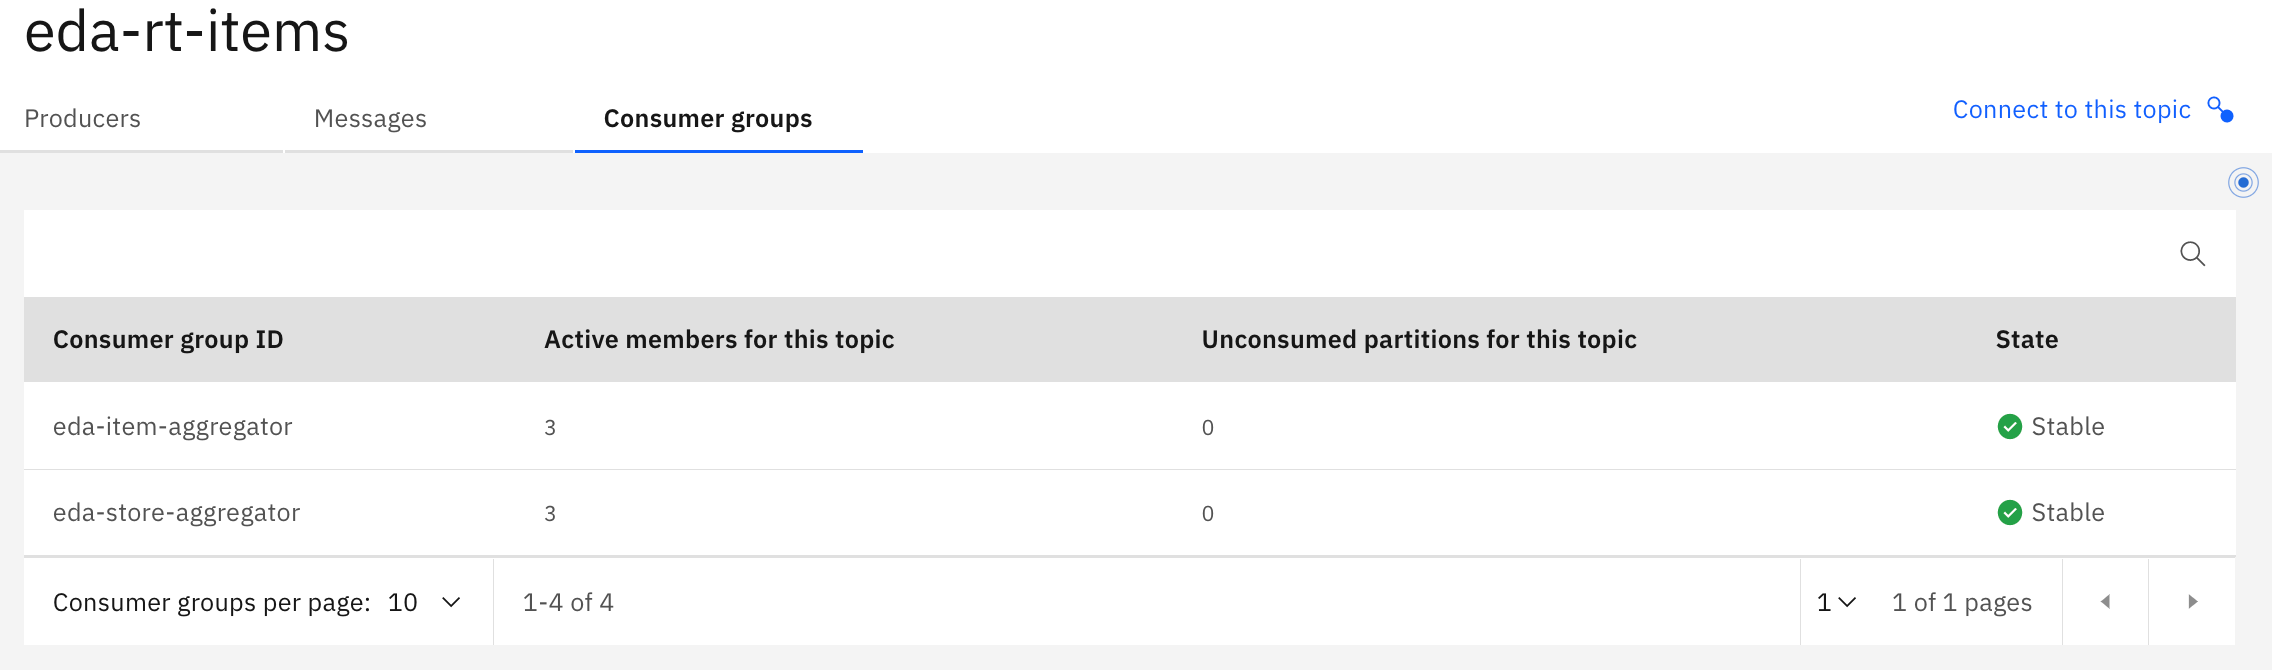 eda-rt-items
Producers Messages Consumer groups Connect to this topic
Consumer group ID Active members for this topic Unconsumed partitions for this topic State
eda-item-aggregator 3 0 Stable
eda-store-aggregator 3 0 Stable
Consumer groups per page: 10 1-4 of 4 1 1 of 1 pages